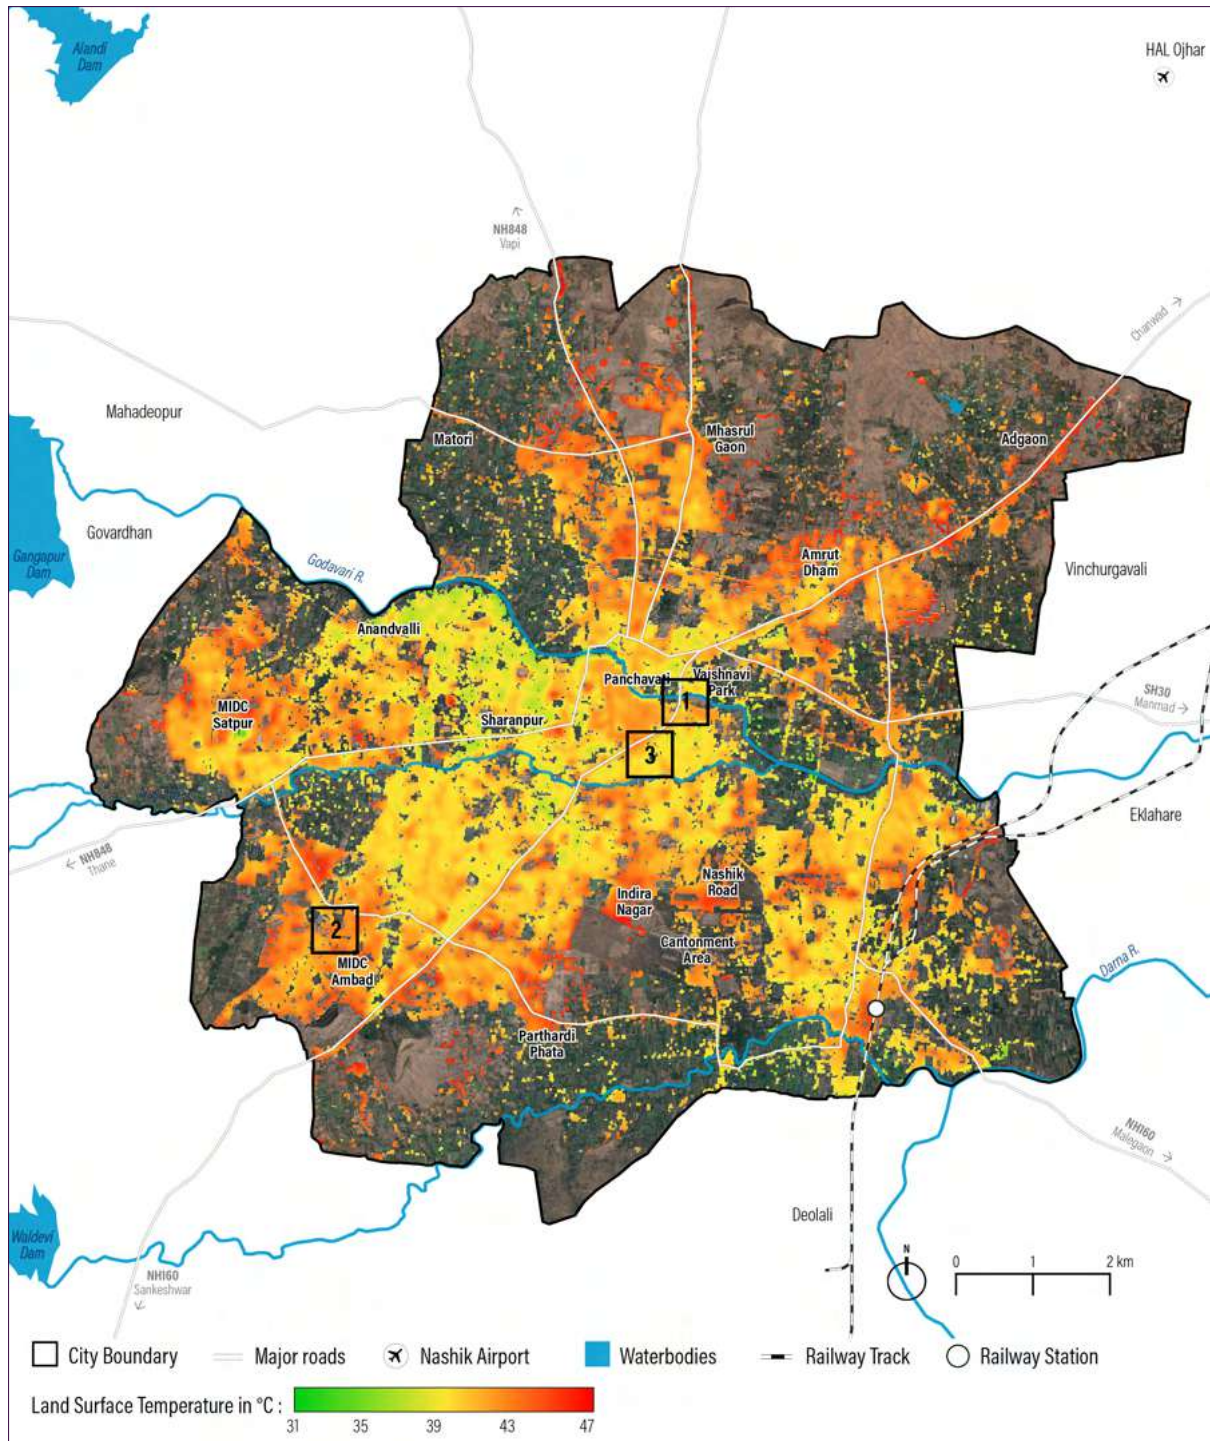 Alandi
Dam
HAL Ojhar
NH848
Vapi
Chanwad
Mahadeopur
Matori
Mhasrul
Gaon
Adgaon
Govardhan
Gangapur
Dam
Godavari R.
Amrut
Dham
Vinchurgavali
Anandvalli
Panchavati
Vaishnavi
Park
MIDC
Satpur
Sharanpur
1
SH30
Manmad
3
Eklahare
NH848
Thane
Nashik
Road
Indira
Nagar
2
Cantonment
Area
MIDC
Ambad
Darna R.
Parthardi
Phata
NH160
Malegaon
Waldevi
Dam
Deolali
NH160
Sankeshwar
N
0 1 2 km
City Boundary Major roads Nashik Airport Waterbodies Railway Track Railway Station
Land Surface Temperature in °C :
31 35 39 43 47